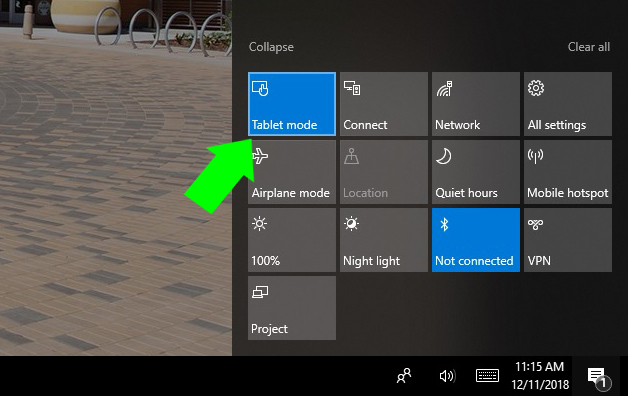 Collapse
Clear all
Tablet mode
Connect
Network
All settings
Airplane mode
Location
Quiet hours
Mobile hotspot
100%
Night light
Not connected
VPN
Project
11:15 AM
12/11/2018
1